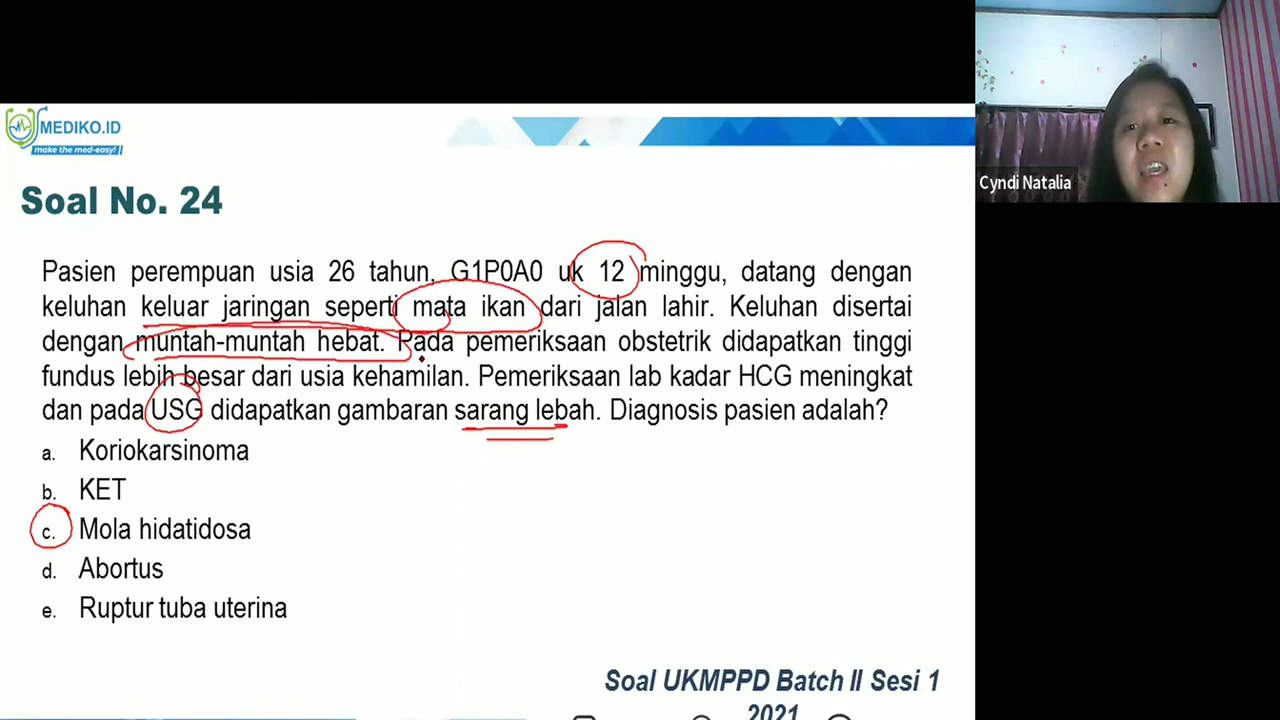 MEDIKO.ID
make the med-easy!
Cyndi Natalia
Soal No. 24
Pasien perempuan usia 26 tahun, G1P0A0 uk 12 minggu, datang dengan
keluhan keluar jaringan seperti mata ikan dari jalan lahir. Keluhan disertai
dengan muntah-muntah hebat. Pada pemeriksaan obstetrik didapatkan tinggi
fundus lebih besar dari usia kehamilan. Pemeriksaan lab kadar HCG meningkat
dan pada USG didapatkan gambaran sarang lebah. Diagnosis pasien adalah?
a. Koriokarsinoma
b. KET
c. Mola hidatidosa
d. Abortus
e. Ruptur tuba uterina
Soal UKMPPD Batch II Sesi 1
2021